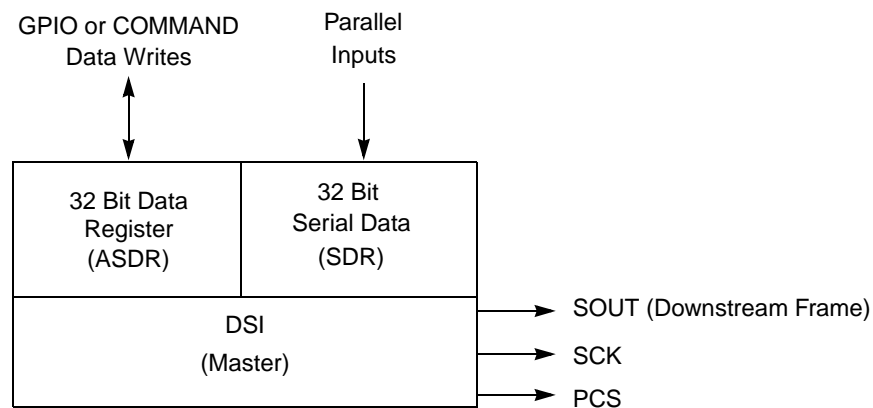 GPIO or COMMAND
Data Writes
Parallel
Inputs
32 Bit Data
Register
(ASDR)
32 Bit
Serial Data
(SDR)
DSI
(Master)
SOUT (Downstream Frame)
SCK
PCS